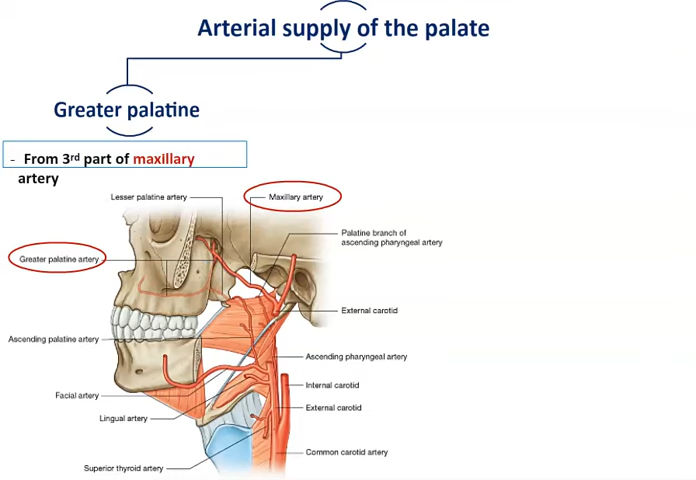 Arterial supply of the palate
Greater palatine
- From 3rd part of maxillary
artery
Lesser palatine artery
Maxillary artery
Palatine branch of
ascending pharyngeal artery
Greater palatine artery
External carotid
Ascending palatine artery
Ascending pharyngeal artery
Internal carotid
Facial artery
External carotid
Lingual artery
Common carotid artery
Superior thyroid artery